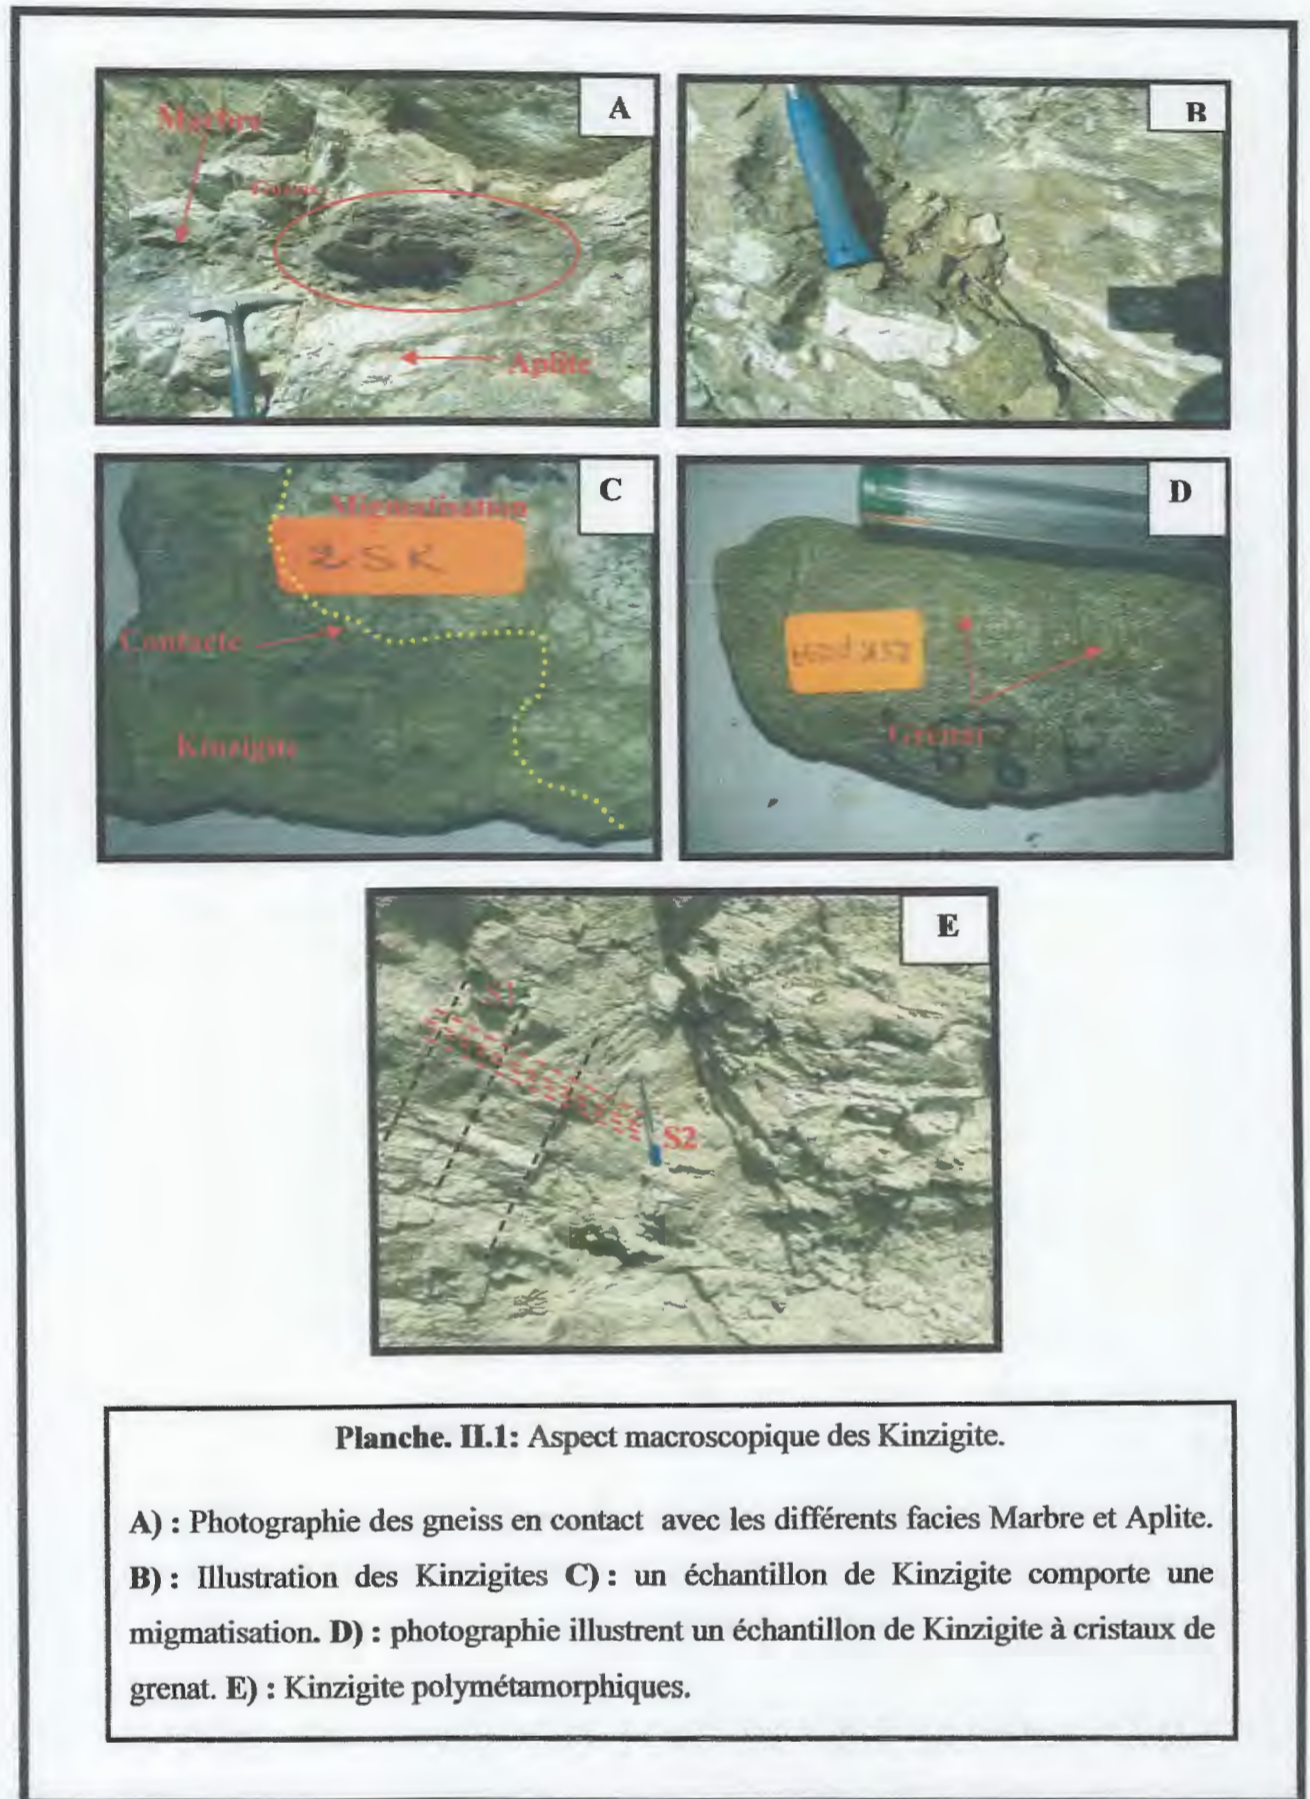 A
Marbre
Gneiss
Aplite
B
C
Migmatisation
2SK
Contacte
Kinzigite
D
Grenat
E
S1
S2
Planche. II.1: Aspect macroscopique des Kinzigite.
A) : Photographie des gneiss en contact avec les différents facies Marbre et Aplite.
B) : Illustration des Kinzigites C) : un échantillon de Kinzigite comporte une
migmatisation. D) : photographie illustrent un échantillon de Kinzigite à cristaux de
grenat. E) : Kinzigite polymétamorphiques.